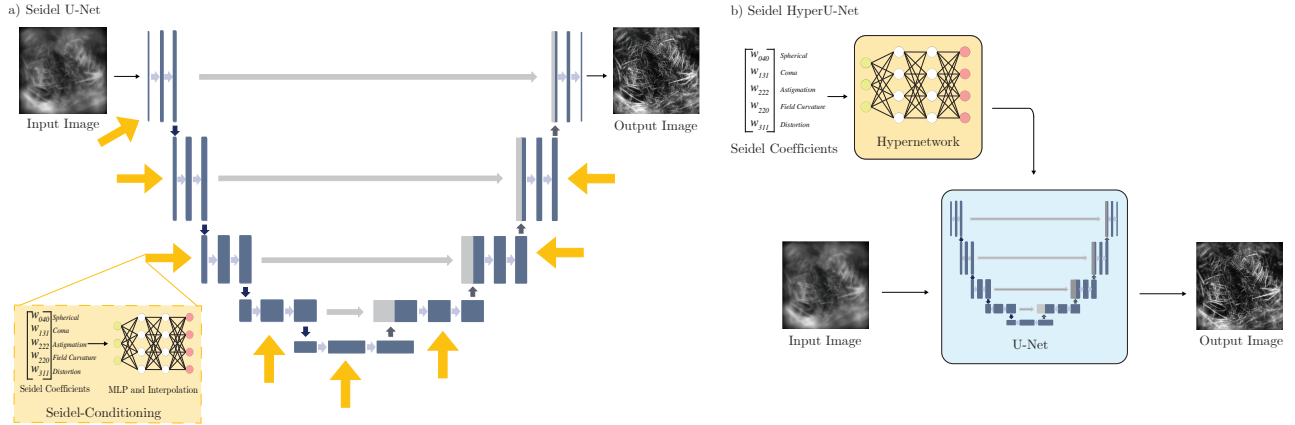 a) Seidel U-Net
Input Image
Output Image
w040 Spherical
w131 Coma
w222 Astigmatism
w220 Field Curvature
w311 Distortion
Seidel Coefficients
MLP and Interpolation
Seidel-Conditioning
b) Seidel HyperU-Net
w040 Spherical
w131 Coma
w222 Astigmatism
w220 Field Curvature
w311 Distortion
Seidel Coefficients
Hypernetwork
Input Image
U-Net
Output Image